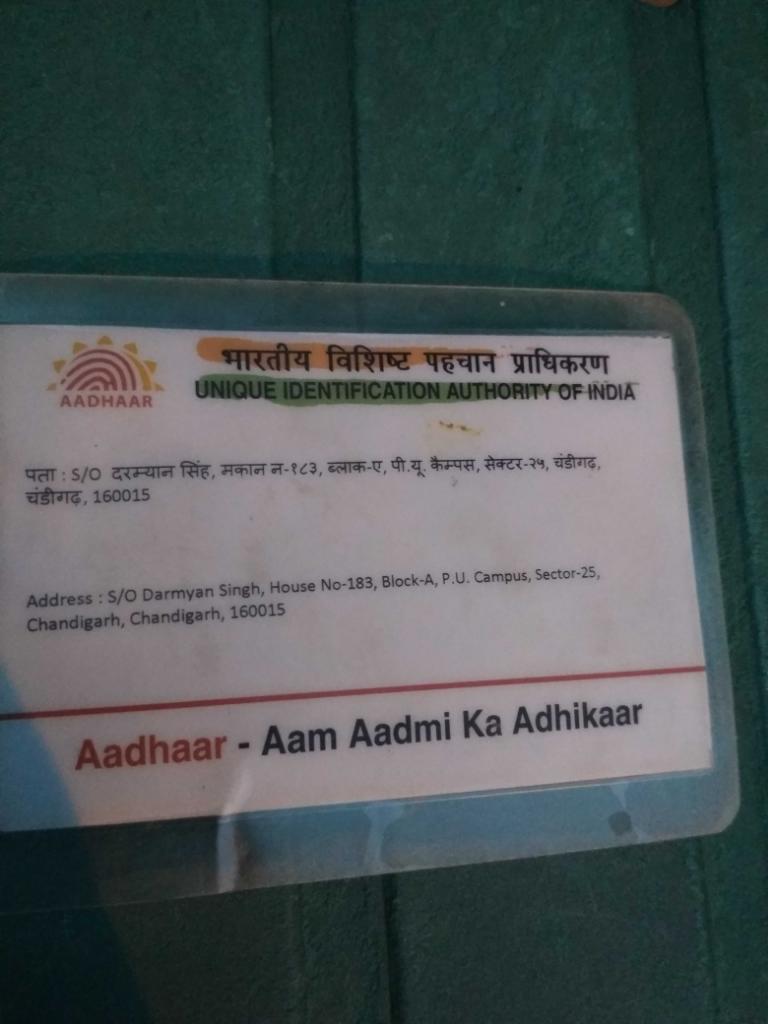 AADHAAR
भारतीय विशिष्ट पहचान प्राधिकरण
UNIQUE IDENTIFICATION AUTHORITY OF INDIA
पता : S/O दरम्यान सिंह, मकान न-१८३, ब्लाक-ए, पी.यू. कैम्पस, सेक्टर-२५, चंडीगढ़,
चंडीगढ़, 160015
Address : S/O Darmyan Singh, House No-183, Block-A, P.U. Campus, Sector-25,
Chandigarh, Chandigarh, 160015
Aadhaar - Aam Aadmi Ka Adhikaar